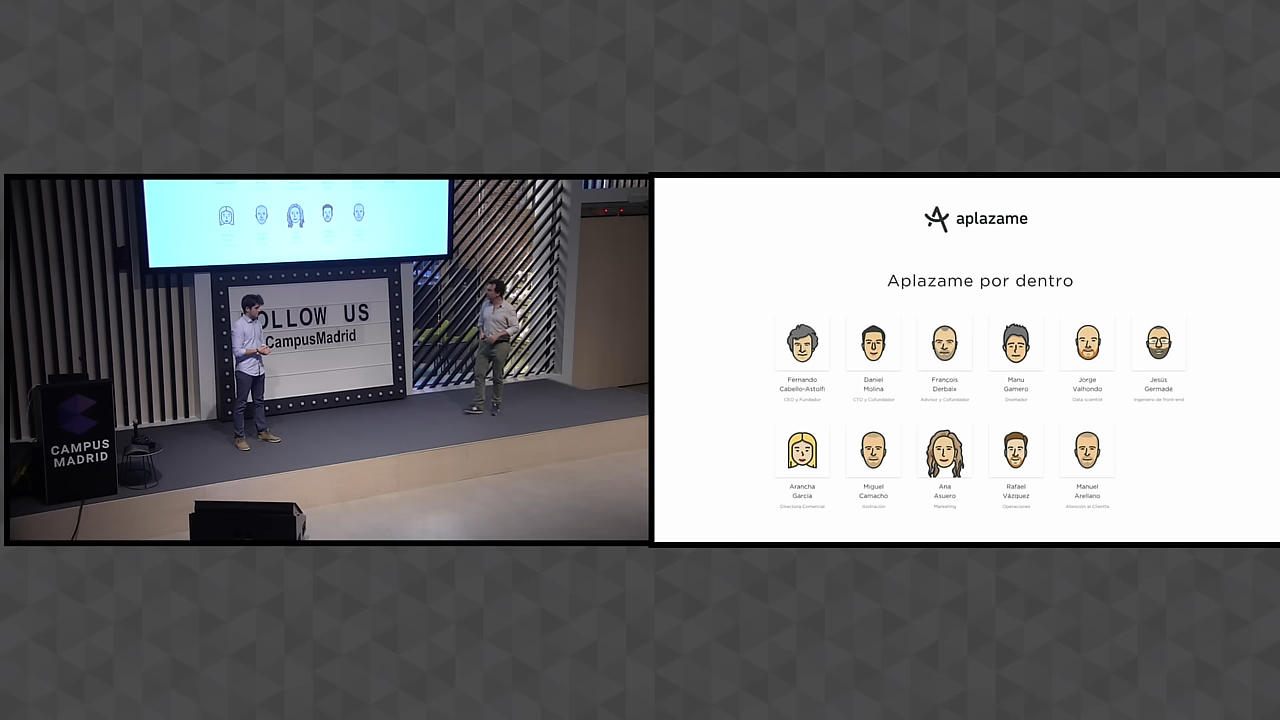 OLLOW US
CampusMadrid
CAMPUS
MADRID
aplazame
Aplazame por dentro
Fernando
Cabello-Astolfi
CEO y Fundador
Daniel
Molina
CTO y Cofundador
François
Derbaix
Advisor y Cofundador
Manu
Gamero
Diseñador
Jorge
Valhondo
Data scientist
Jesús
Germade
Ingeniero de front-end
Arancha
García
Directora Comercial
Miguel
Camacho
Ilustración
Ana
Asuero
Marketing
Rafael
Vázquez
Operaciones
Manuel
Arellano
Atención al Cliente